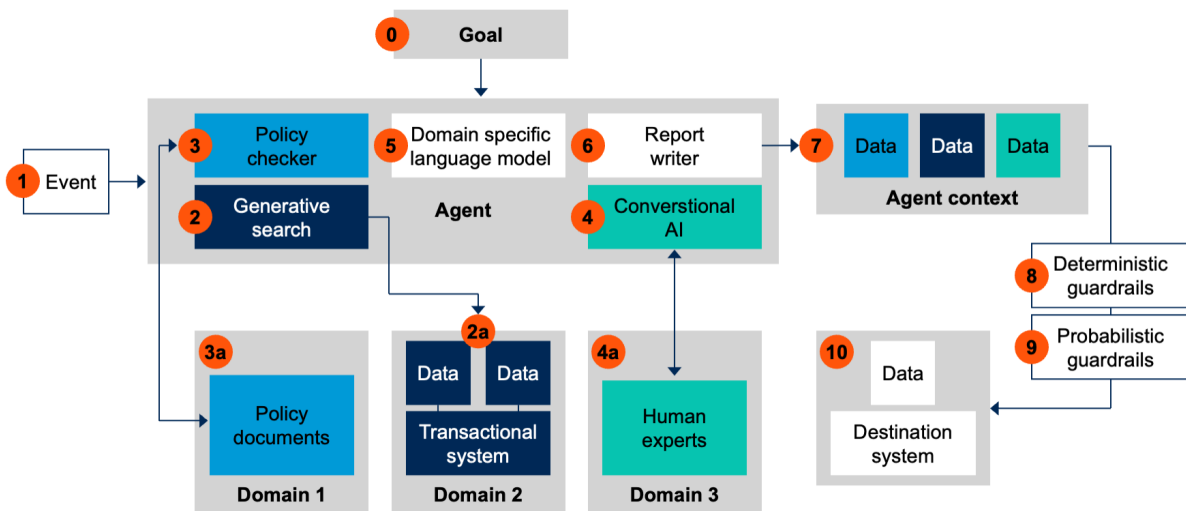 0
Goal
3
Policy
checker
5
Domain specific
language model
6
Report
writer
7
Data
Data
Data
Agent context
1
Event
2
Generative
search
Agent
4
Converstional
AI
8
Deterministic
guardrails
9
Probabilistic
guardrails
3a
Policy
documents
Domain 1
2a
Data
Data
Transactional
system
Domain 2
4a
Human
experts
Domain 3
10
Data
Destination
system